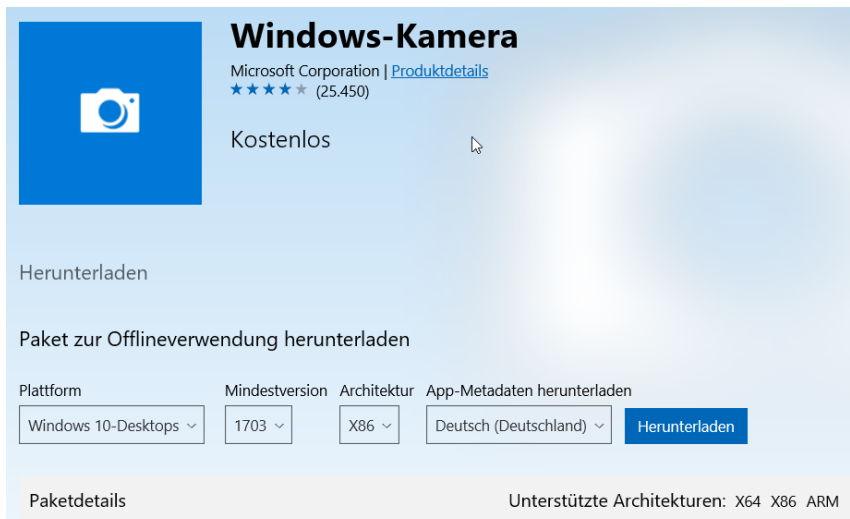 Windows-Kamera
Microsoft Corporation | Produktdetails
(25.450)
Kostenlos
Herunterladen
Paket zur Offlineverwendung herunterladen
Plattform Mindestversion Architektur App-Metadaten herunterladen
Windows 10-Desktops 1703 X86 Deutsch (Deutschland) Herunterladen
Paketdetails Unterstützte Architekturen: X64 X86 ARM